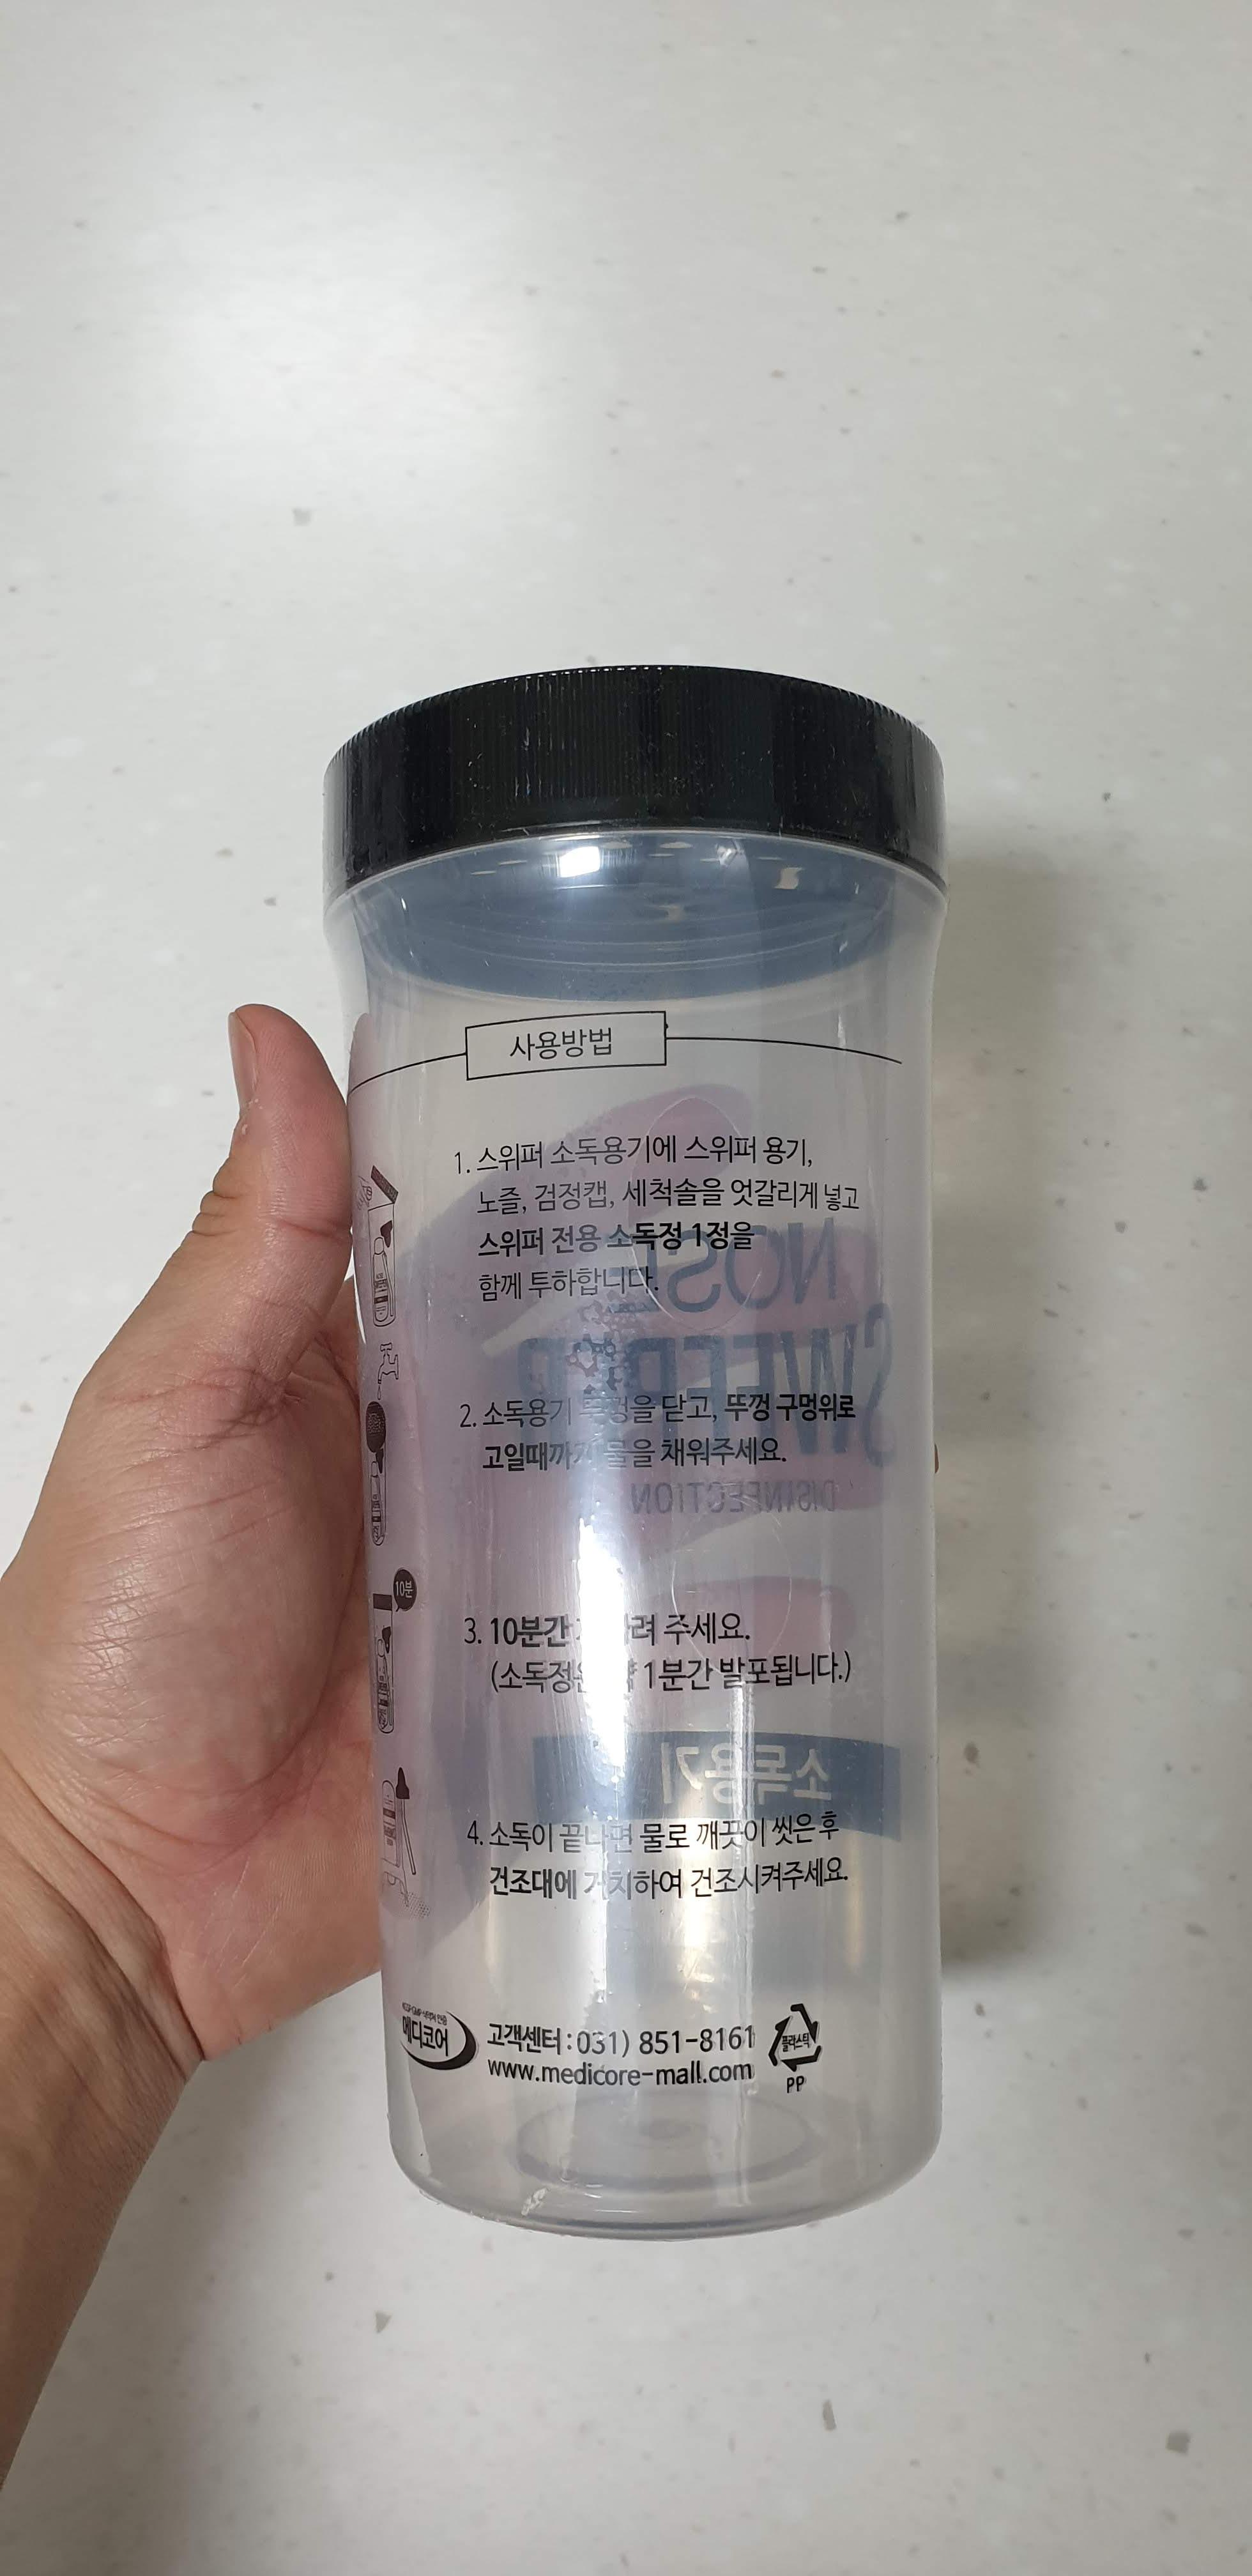 사용방법
1. 스위퍼 소독용기에 스위퍼 용기,
노즐, 검정캡, 세척솔을 엇갈리게 넣고
스위퍼 전용 소독정 1정을
함께 투하합니다.
NOSE
SWEEPER
2. 소독용기 뚜껑을 닫고, 뚜껑 구멍위로
고일때까지 물을 채워주세요.
DISINFECTION
10분
3. 10분간 기다려 주세요.
(소독정은 약 1분간 발포됩니다.)
소독용기
4. 소독이 끝나면 물로 깨끗이 씻은 후
건조대에 거치하여 건조시켜주세요.
메디코어
고객센터 : 031) 851-8161
www.medicore-mall.com
플라스틱
PP